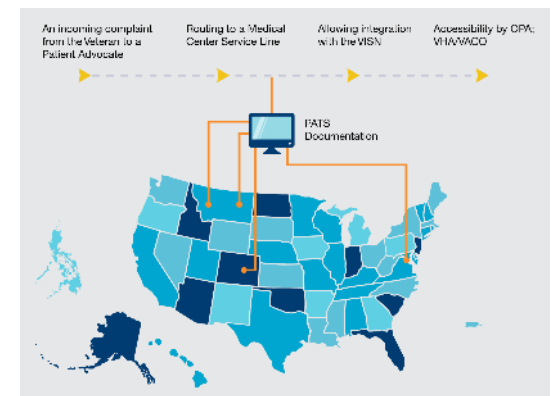 An incoming complaint
from the Veteran to a
Patient Advocate
Routing to a Medical
Center Service Line
Allowing integration
with the VISN
Accessibility by OPA;
VHA/VACO
PATS
Documentation